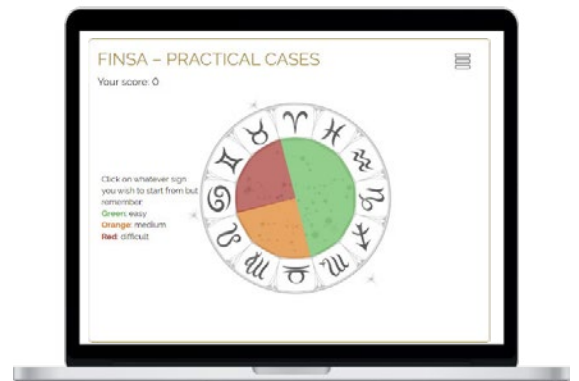 FINSA – PRACTICAL CASES
Your score: 0
Click on whatever sign
you wish to start from but
remember:
Green: easy
Orange: medium
Red: difficult